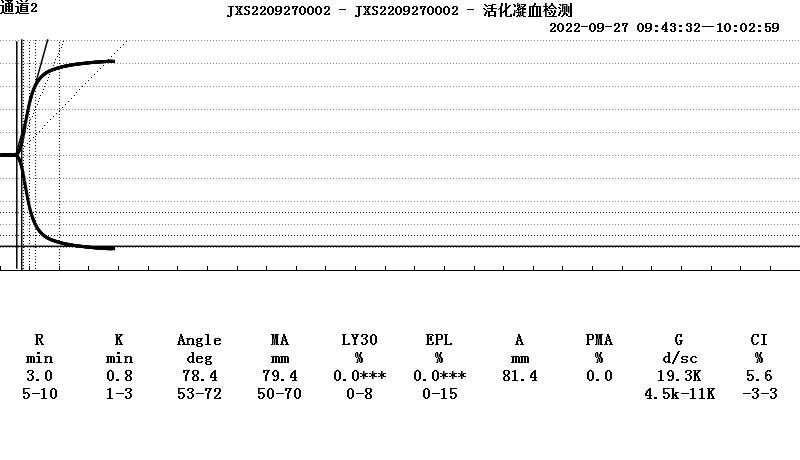 通道2
JXS2209270002 - JXS2209270002 - 活化凝血检测
2022-09-27 09:43:32—10:02:59
R K Angle MA LY30 EPL A PMA G CI
min min deg mm % % mm % d/sc %
3.0 0.8 78.4 79.4 0.0*** 0.0*** 81.4 0.0 19.3K 5.6
5-10 1-3 53-72 50-70 0-8 0-15 4.5k-11K -3-3